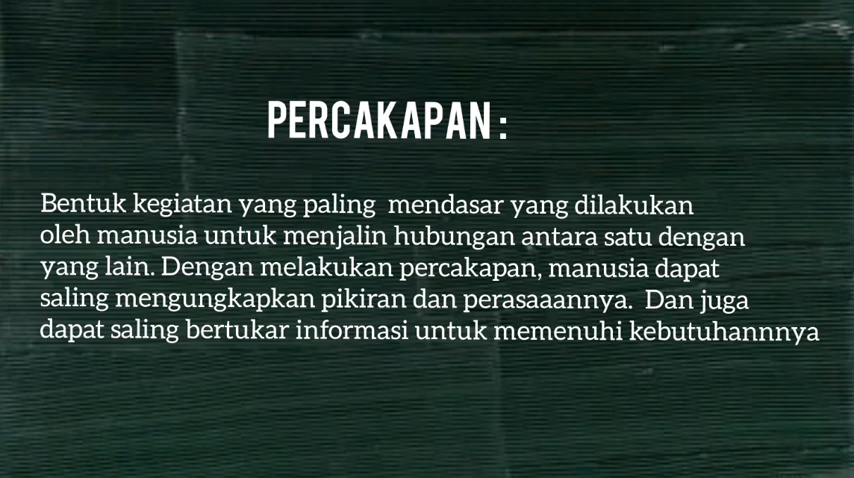 PERCAKAPAN :
Bentuk kegiatan yang paling  mendasar yang dilakukan
oleh manusia untuk menjalin hubungan antara satu dengan
yang lain. Dengan melakukan percakapan, manusia dapat
saling mengungkapkan pikiran dan perasaaannya.  Dan juga
dapat saling bertukar informasi untuk memenuhi kebutuhannnya